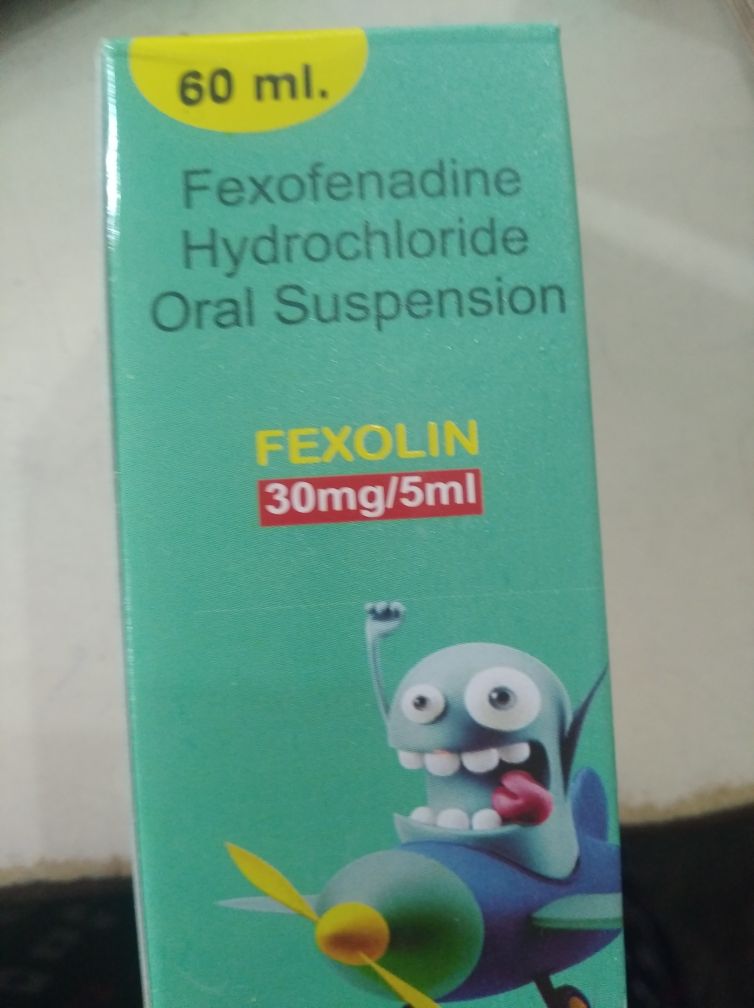 60 ml.
Fexofenadine
Hydrochloride
Oral Suspension
FEXOLIN
30mg/5ml